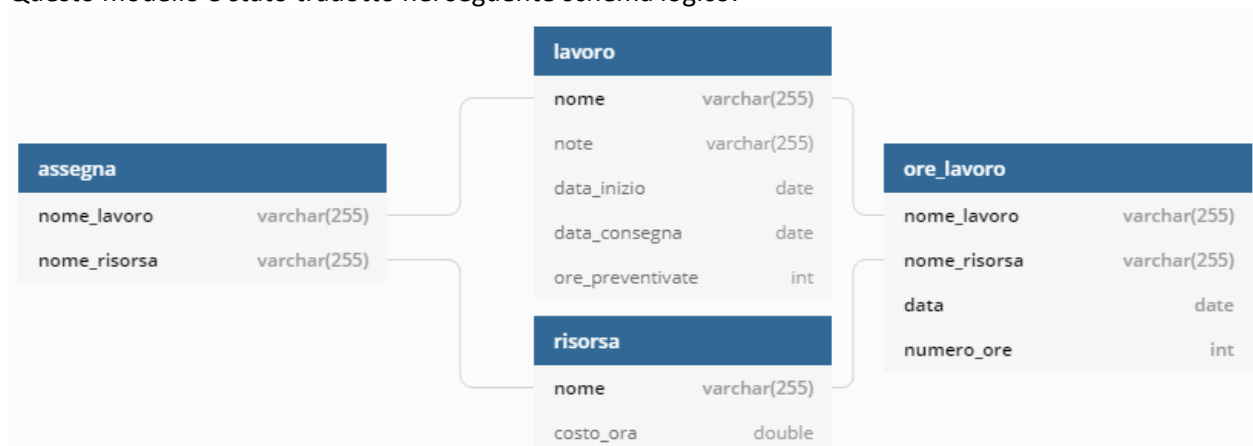 Questo modello è stato tradotto nel seguente schema logico:
lavoro
nome varchar(255)
note varchar(255)
data_inizio date
data_consegna date
ore_preventivate int
assegna
nome_lavoro varchar(255)
nome_risorsa varchar(255)
ore_lavoro
nome_lavoro varchar(255)
nome_risorsa varchar(255)
data date
numero_ore int
risorsa
nome varchar(255)
costo_ora double